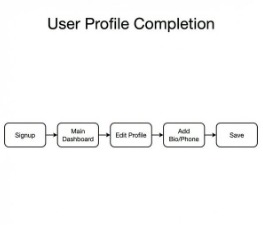 User Profile Completion
Signup
Main
Dashboard
Edit Profile
Add
Bio/Phone
Save